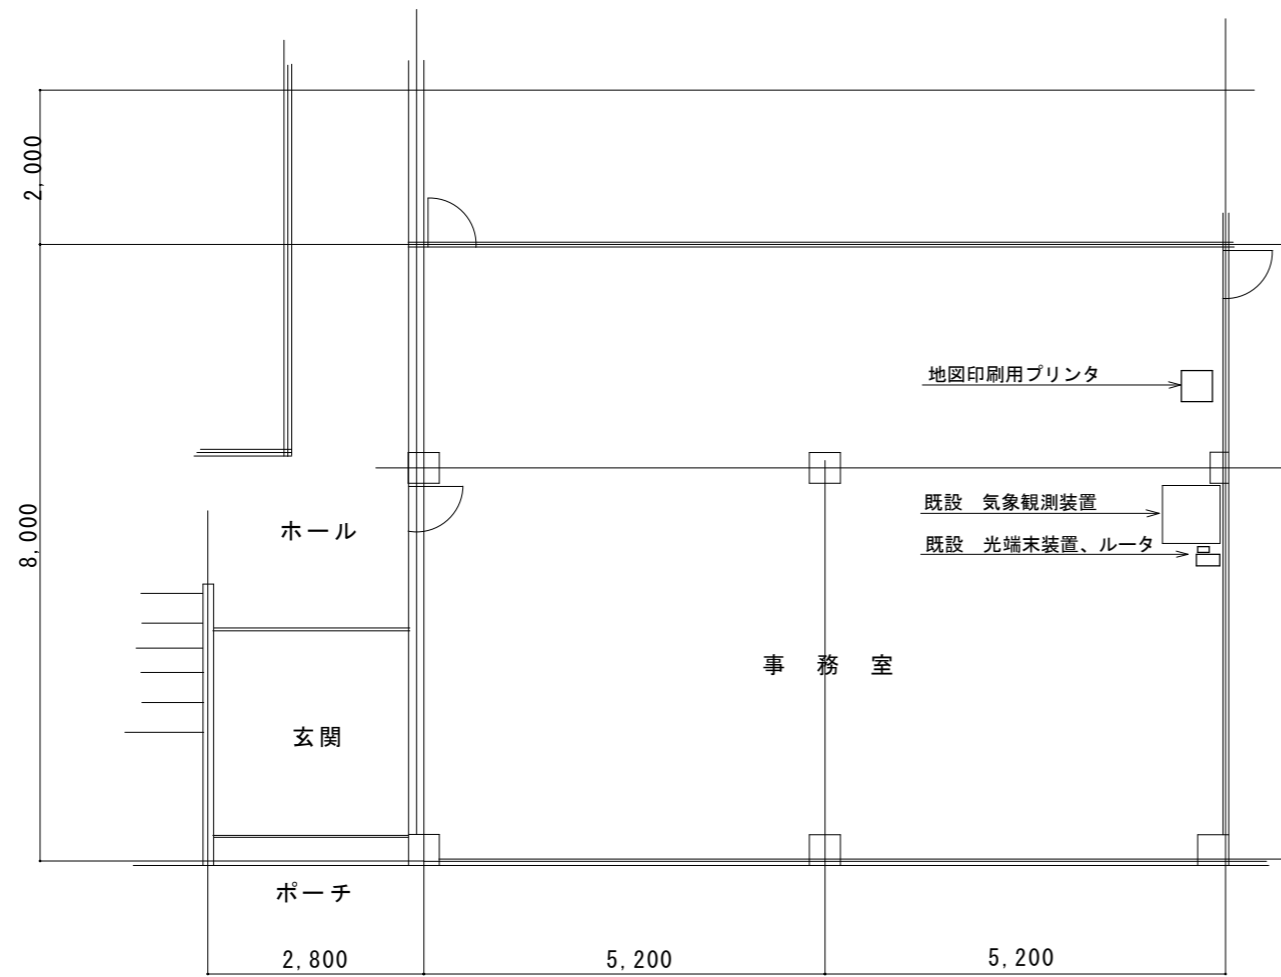 2,000
地図印刷用プリンタ
既設　気象観測装置
8,000
ホール
既設　光端末装置、ルータ
事　務　室
玄関
ポーチ
2,800
5,200
5,200